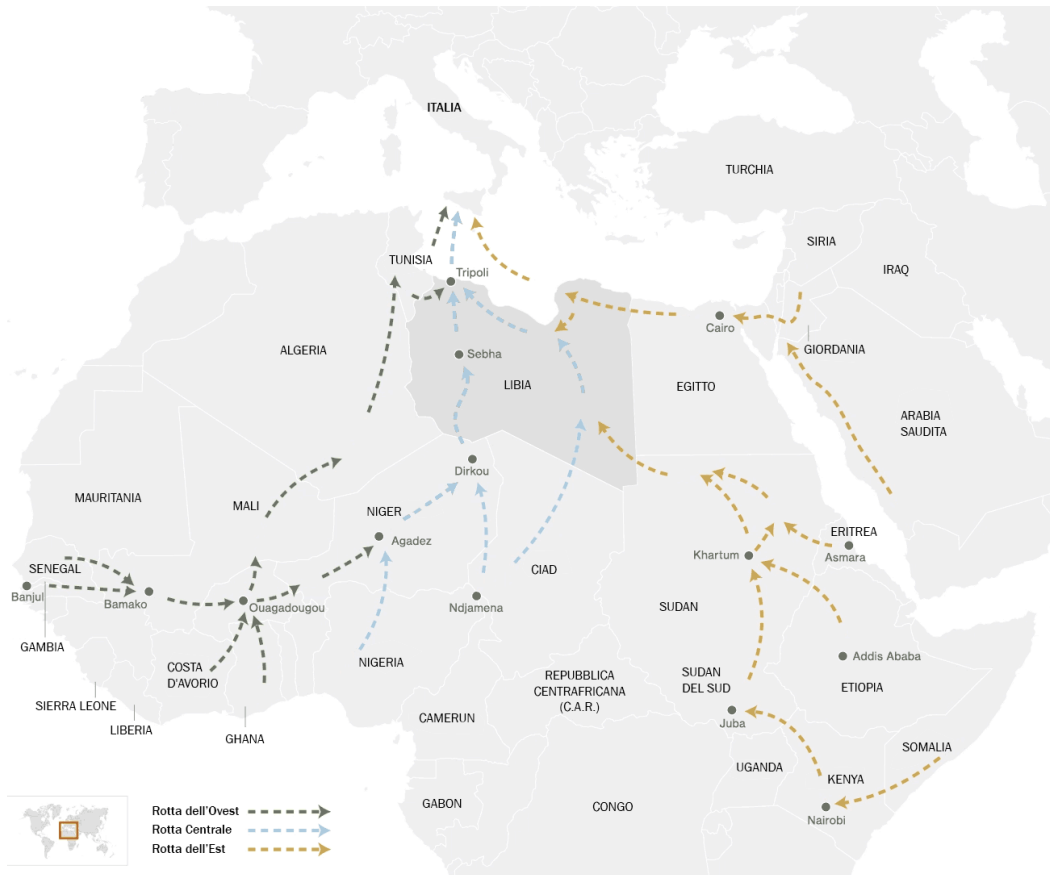 ITALIA
TURCHIA
SIRIA
IRAQ
TUNISIA
Tripoli
Cairo
GIORDANIA
ALGERIA
Sebha
LIBIA
EGITTO
ARABIA
SAUDITA
Dirkou
MAURITANIA
MALI
NIGER
Agadez
ERITREA
Asmara
Khartum
SENEGAL
Banjul
Bamako
Ouagadougou
CIAD
Ndjamena
SUDAN
GAMBIA
COSTA
D'AVORIO
NIGERIA
Addis Ababa
ETIOPIA
REPUBBLICA
CENTRAFRICANA
(C.A.R.)
SUDAN
DEL SUD
SIERRA LEONE
LIBERIA
GHANA
CAMERUN
Juba
SOMALIA
UGANDA
KENYA
Nairobi
GABON
CONGO
Rotta dell'Ovest
Rotta Centrale
Rotta dell'Est